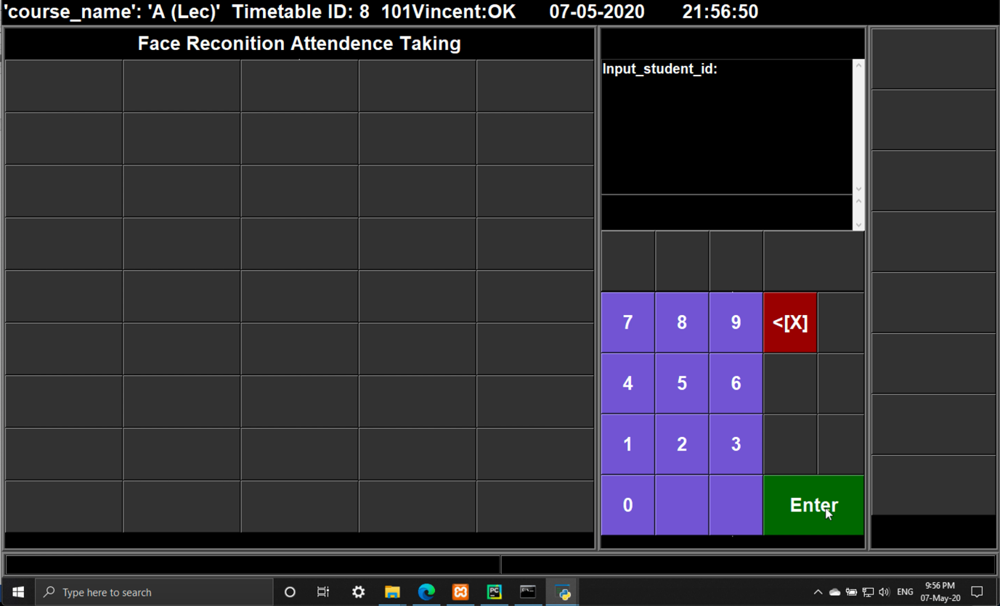 'course_name': 'A (Lec)' Timetable ID: 8 101Vincent:OK 07-05-2020 21:56:50
Face Reconition Attendence Taking
Input_student_id:
7 8 9 <[X]
4 5 6
1 2 3
0 Enter
Type here to search
PC
ENG
9:56 PM
07-May-20